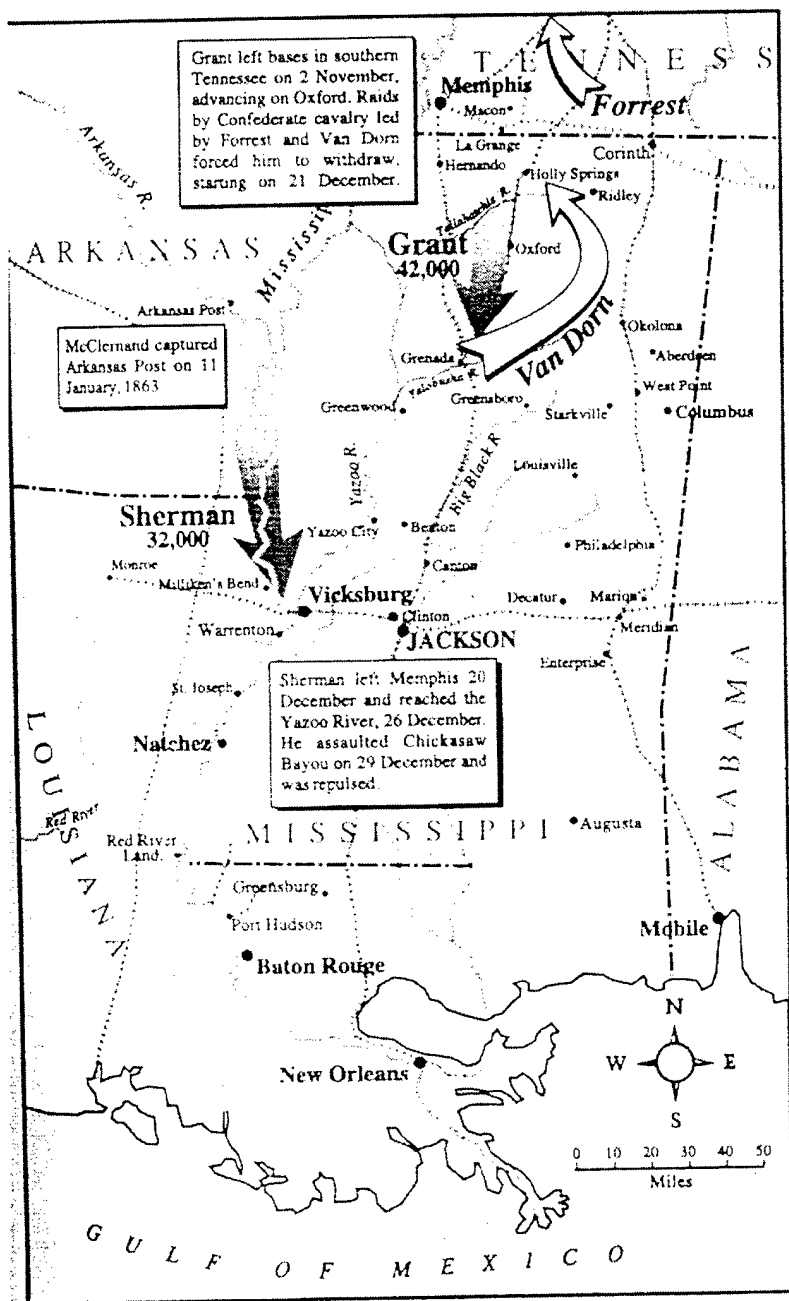 Grant left bases in southern
Tennessee on 2 November,
advancing on Oxford. Raids
by Confederate cavalry led
by Forrest and Van Dorn
forced him to withdraw,
starting on 21 December.
TENNESS
Memphis
Macon
Forrest
La Grange
Hernando
Corinth
Holly Springs
Ridley
Arkansas R.
Tallahatchie R.
ARKANSAS
Mississip
Grant
42,000
Oxford
Arkansas Post
McClernand captured
Arkansas Post on 11
January, 1863
Okolona
Van Dorn
Grenada
Aberdeen
Yalobusha R.
West Point
Greenwood
Greensboro
Starkville
Columbus
Yazoo R.
Big Black R
Louisville
Sherman
32,000
Yazoo City
Benton
Philadelphia
Monroe
Canton
Milliken's Bend
Vicksburg
Decatur
Clinton
Meridian
Warrenton
JACKSON
Enterprise
Sherman left Memphis 20
December and reached the
Yazoo River, 26 December.
He assaulted Chickasaw
Bayou on 29 December and
was repulsed.
St. Joseph
Natchez
LOUISIANA
ALABAMA
Red River
MISSISSIPPI
Augusta
Red River
Land.
Greensburg
Port Hudson
Mobile
Baton Rouge
New Orleans
N
W
E
S
0 10 20 30 40 50
Miles
GULF OF MEXICO